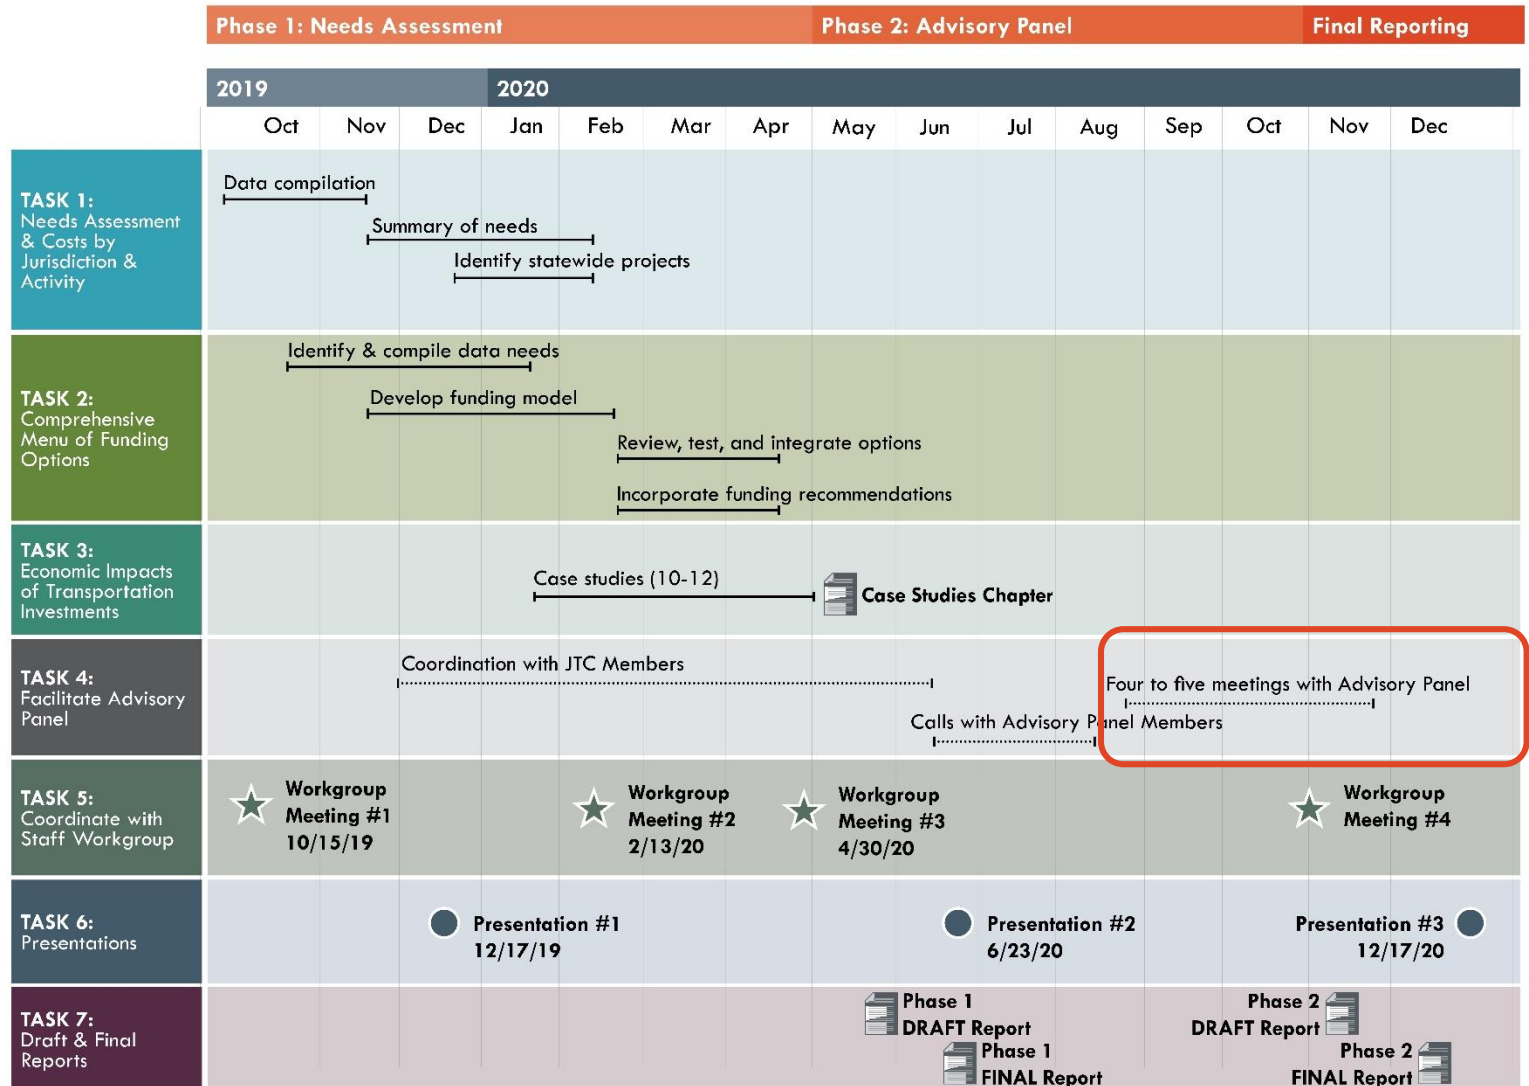 Phase 1: Needs Assessment
Phase 2: Advisory Panel
Final Reporting
2019
2020
Oct Nov Dec Jan Feb Mar Apr May Jun Jul Aug Sep Oct Nov Dec
TASK 1:
Needs Assessment
& Costs by
Jurisdiction &
Activity
Data compilation
Summary of needs
Identify statewide projects
TASK 2:
Comprehensive
Menu of Funding
Options
Identify & compile data needs
Develop funding model
Review, test, and integrate options
Incorporate funding recommendations
TASK 3:
Economic Impacts
of Transportation
Investments
Case studies (10-12)
Case Studies Chapter
TASK 4:
Facilitate Advisory
Panel
Coordination with JTC Members
Four to five meetings with Advisory Panel
Calls with Advisory Panel Members
TASK 5:
Coordinate with
Staff Workgroup
Workgroup
Meeting #1
10/15/19
Workgroup
Meeting #2
2/13/20
Workgroup
Meeting #3
4/30/20
Workgroup
Meeting #4
TASK 6:
Presentations
Presentation #1
12/17/19
Presentation #2
6/23/20
Presentation #3
12/17/20
TASK 7:
Draft & Final
Reports
Phase 1
DRAFT Report
Phase 1
FINAL Report
Phase 2
DRAFT Report
Phase 2
FINAL Report